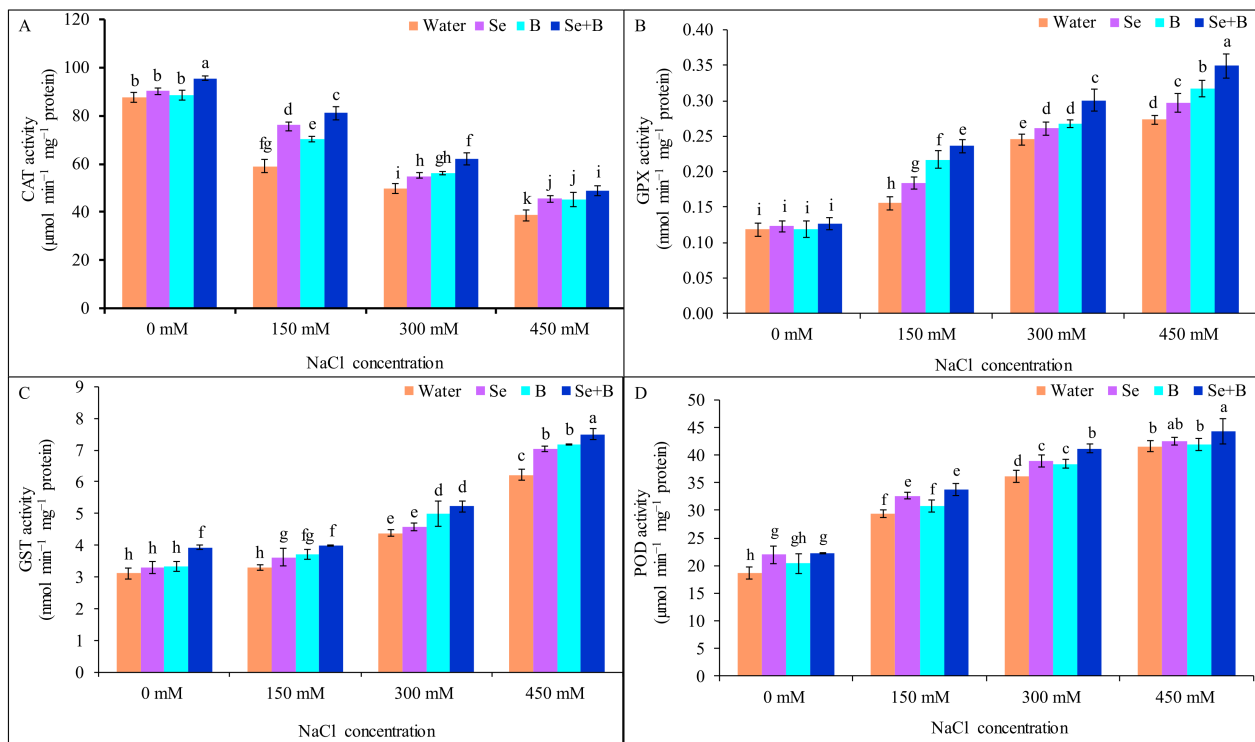 A
Water Se B Se+B
CAT activity
(µmol min⁻¹ mg⁻¹ protein)
120
100
80
60
40
20
0
b b b a
fg d e c
i h gh f
k j j i
0 mM 150 mM 300 mM 450 mM
NaCl concentration
B
Water Se B Se+B
GPX activity
(nmol min⁻¹ mg⁻¹ protein)
0.40
0.35
0.30
0.25
0.20
0.15
0.10
0.05
0.00
i i i i
h g f e
e d d c
d c b a
0 mM 150 mM 300 mM 450 mM
NaCl concentration
C
Water Se B Se+B
GST activity
(nmol min⁻¹ mg⁻¹ protein)
9
8
7
6
5
4
3
2
1
0
h h h f
h g fg f
e e d d
c b b a
0 mM 150 mM 300 mM 450 mM
NaCl concentration
D
Water Se B Se+B
POD activity
(µmol min⁻¹ mg⁻¹ protein)
50
45
40
35
30
25
20
15
10
5
0
h g gh g
f e f e
d c c b
b ab b a
0 mM 150 mM 300 mM 450 mM
NaCl concentration